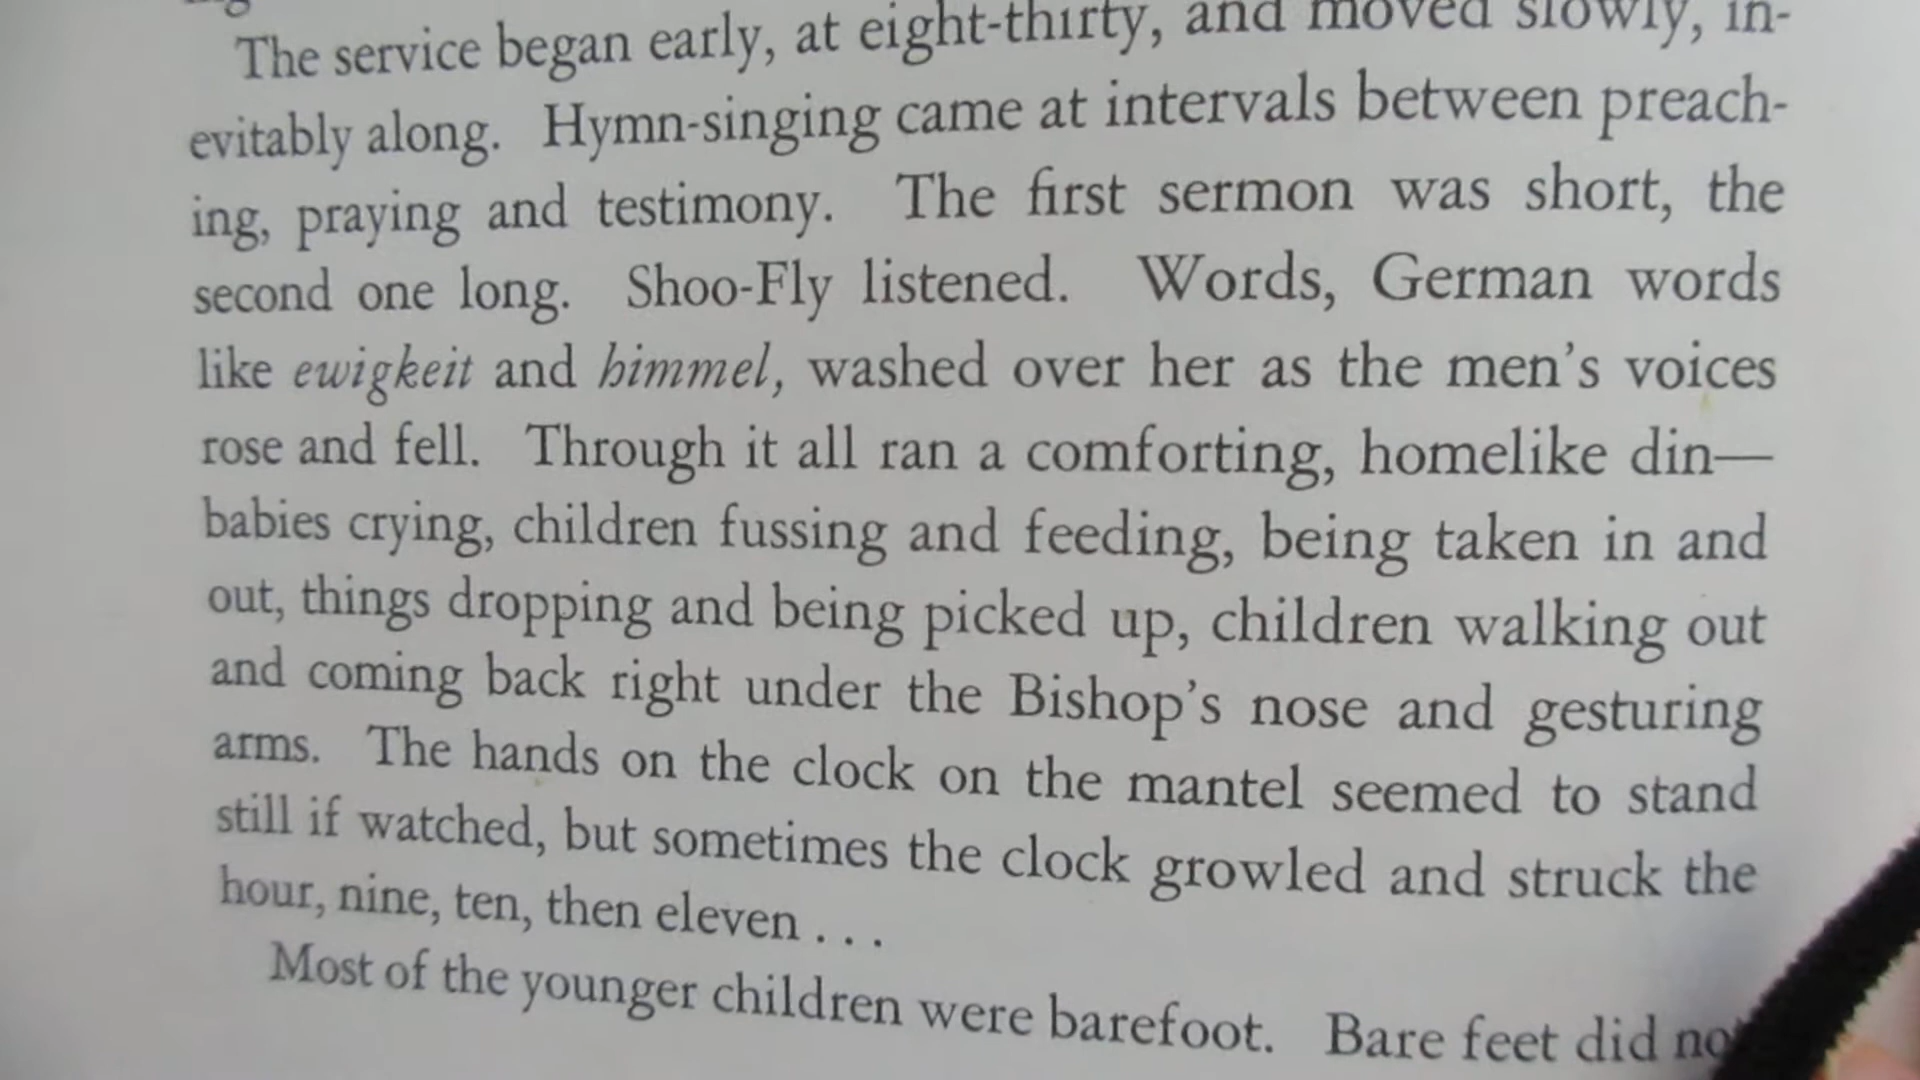 The service began early, at eight-thirty, and moved slowly, in-
evitably along. Hymn-singing came at intervals between preach-
ing, praying and testimony. The first sermon was short, the
second one long. Shoo-Fly listened. Words, German words
like ewigkeit and himmel, washed over her as the men's voices
rose and fell. Through it all ran a comforting, homelike din—
babies crying, children fussing and feeding, being taken in and
out, things dropping and being picked up, children walking out
and coming back right under the Bishop's nose and gesturing
arms. The hands on the clock on the mantel seemed to stand
still if watched, but sometimes the clock growled and struck the
hour, nine, ten, then eleven . . .
Most of the younger children were barefoot. Bare feet did